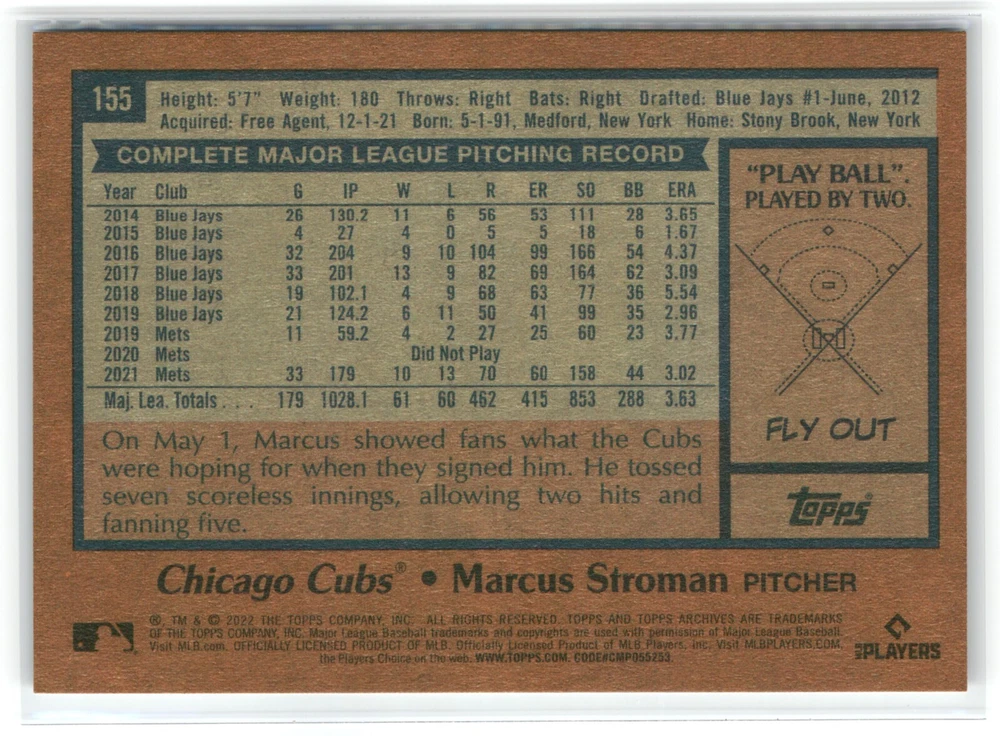 155
Height: 5'7" Weight: 180 Throws: Right Bats: Right Drafted: Blue Jays #1-June, 2012
Acquired: Free Agent, 12-1-21 Born: 5-1-91, Medford, New York Home: Stony Brook, New York
COMPLETE MAJOR LEAGUE PITCHING RECORD
Year Club G IP W L R ER SO BB ERA
2014 Blue Jays 26 130.2 11 6 56 53 111 28 3.65
2015 Blue Jays 4 27 4 0 5 5 18 6 1.67
2016 Blue Jays 32 204 9 10 104 99 166 54 4.37
2017 Blue Jays 33 201 13 9 82 69 164 62 3.09
2018 Blue Jays 19 102.1 4 9 68 63 77 36 5.54
2019 Blue Jays 21 124.2 6 11 50 41 99 35 2.96
2019 Mets 11 59.2 4 2 27 25 60 23 3.77
2020 Mets Did Not Play
2021 Mets 33 179 10 13 70 60 158 44 3.02
Maj. Lea. Totals . . . 179 1028.1 61 60 462 415 853 288 3.63
On May 1, Marcus showed fans what the Cubs
were hoping for when they signed him. He tossed
seven scoreless innings, allowing two hits and
fanning five.
"PLAY BALL".
PLAYED BY TWO.
FLY OUT
topps®
Chicago Cubs® • Marcus Stroman PITCHER
®, TM & © 2022 THE TOPPS COMPANY, INC. ALL RIGHTS RESERVED. TOPPS AND TOPPS ARCHIVES ARE TRADEMARKS
OF THE TOPPS COMPANY, INC. Major League Baseball trademarks and copyrights are used with permission of Major League Baseball.
Visit MLB.com. OFFICIALLY LICENSED PRODUCT OF MLB. Officially Licensed Product of MLB Players, Inc. Visit MLBPLAYERS.COM,
the Players Choice on the web. WWW.TOPPS.COM. CODE#CMP055253
MLB PLAYERS